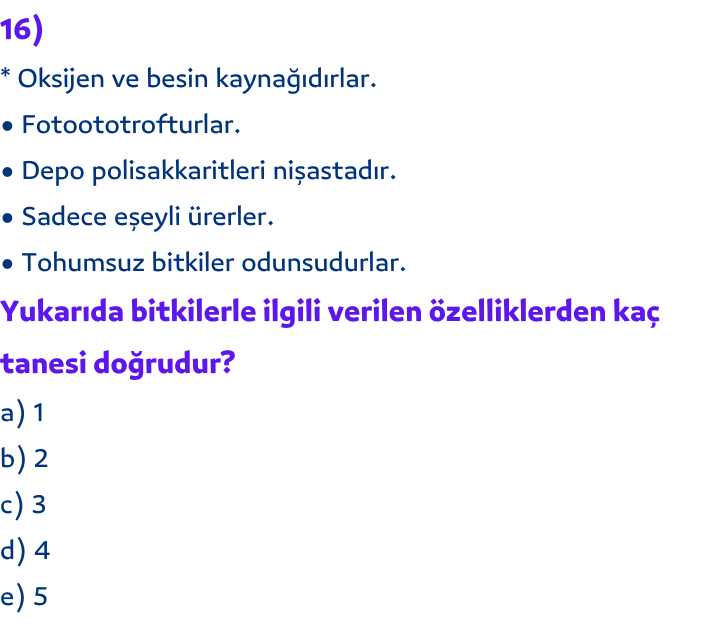 16)
* Oksijen ve besin kaynağıdırlar.
• Fotoototrofturlar.
• Depo polisakkaritleri nişastadır.
• Sadece eşeyli ürerler.
• Tohumsuz bitkiler odunsudurlar.
Yukarıda bitkilerle ilgili verilen özelliklerden kaç
tanesi doğrudur?
a) 1
b) 2
c) 3
d) 4
e) 5